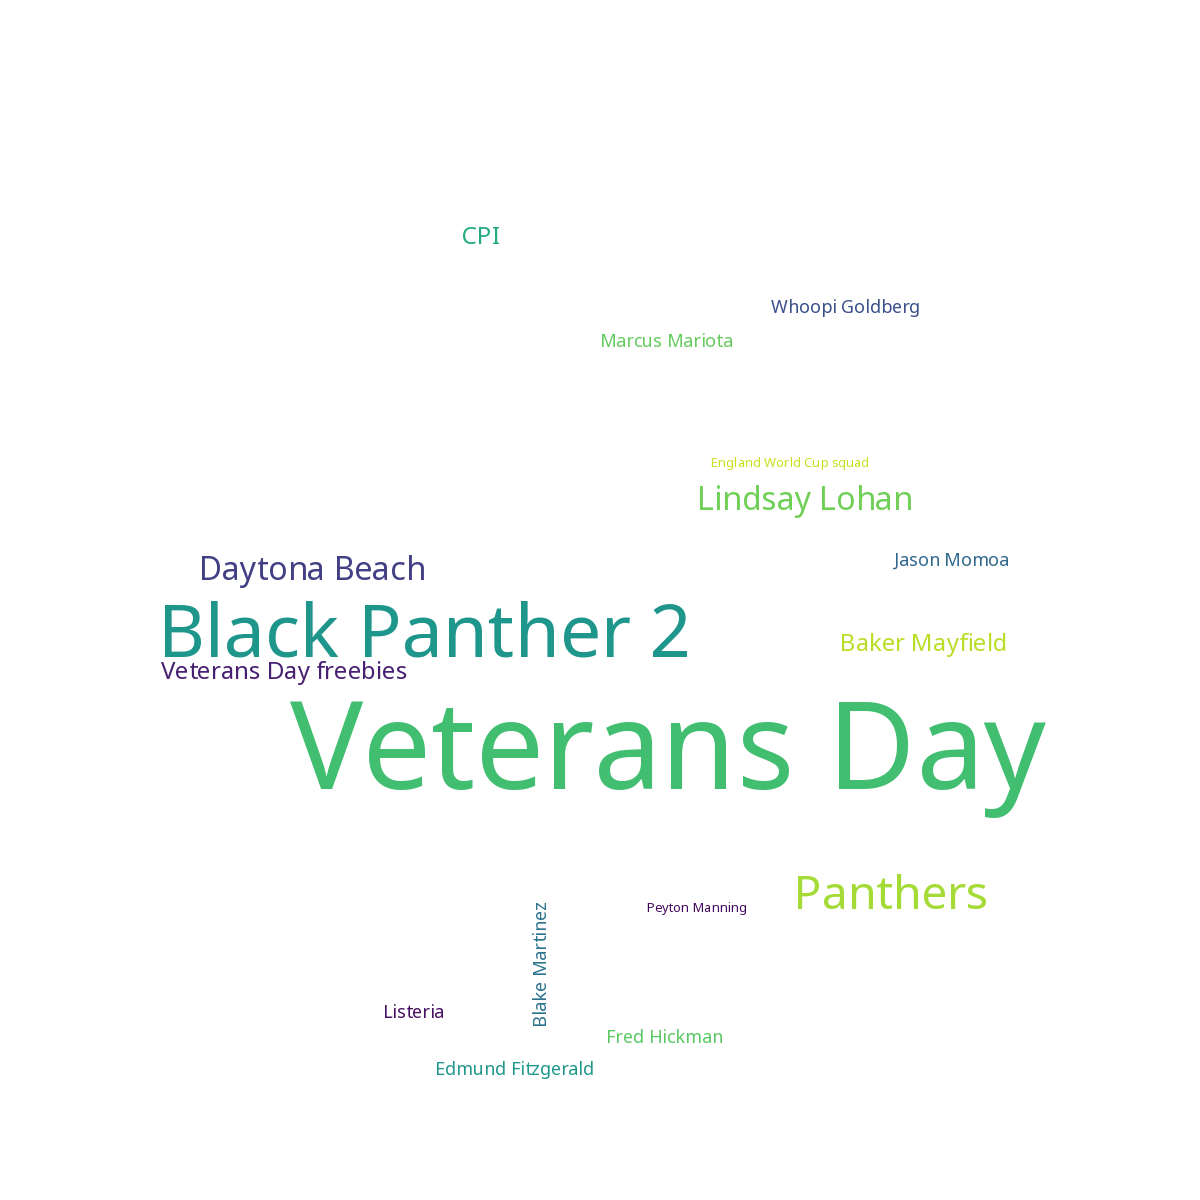 CPI
Whoopi Goldberg
Marcus Mariota
England World Cup squad
Lindsay Lohan
Jason Momoa
Daytona Beach
Black Panther 2
Baker Mayfield
Veterans Day freebies
Veterans Day
Panthers
Peyton Manning
Blake Martinez
Listeria
Fred Hickman
Edmund Fitzgerald